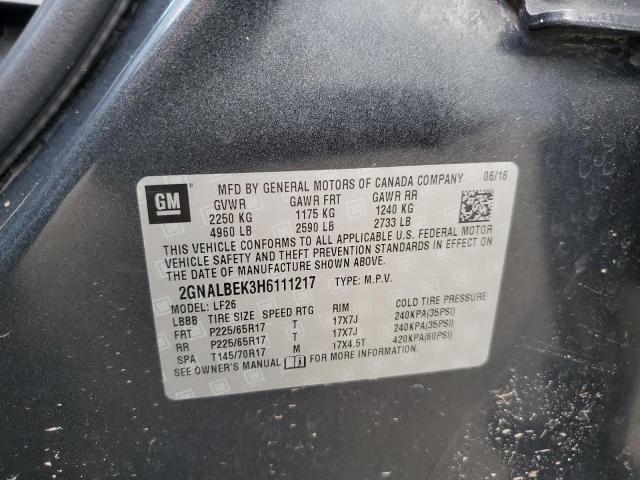 GM
MFD BY GENERAL MOTORS OF CANADA COMPANY 06/16
GVWR GAWR FRT GAWR RR
2250 KG 1175 KG 1240 KG
4960 LB 2590 LB 2733 LB
THIS VEHICLE CONFORMS TO ALL APPLICABLE U.S. FEDERAL MOTOR
VEHICLE SAFETY AND THEFT PREVENTION STANDARDS IN EFFECT ON
THE DATE OF MANUFACTURE SHOWN ABOVE.
2GNALBEK3H6111217 TYPE: M.P.V.
MODEL: LF26
LBBB TIRE SIZE SPEED RTG RIM COLD TIRE PRESSURE
FRT P225/65R17 T 17X7J 240KPA(35PSI)
RR P225/65R17 T 17X7J 240KPA(35PSI)
SPA T145/70R17 M 17X4.5T 420KPA(60PSI)
SEE OWNER'S MANUAL FOR MORE INFORMATION.